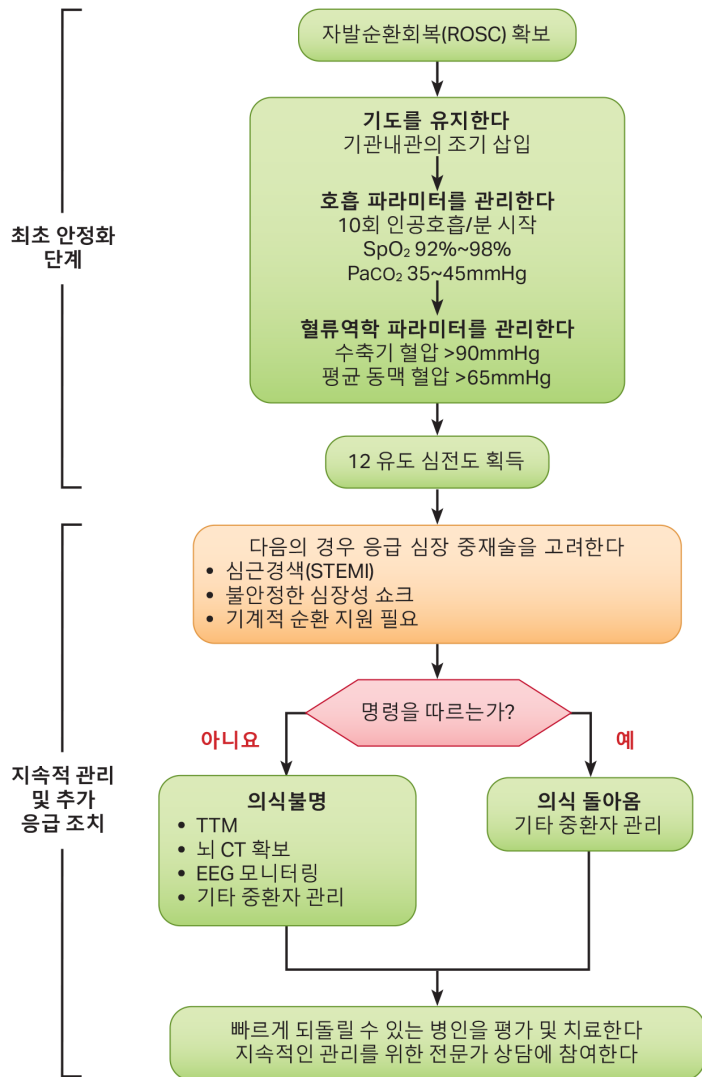 자발순환회복(ROSC) 확보
기도를 유지한다
기관내관의 조기 삽입
호흡 파라미터를 관리한다
10회 인공호흡/분 시작
SpO₂ 92%~98%
PaCO₂ 35~45mmHg
혈류역학 파라미터를 관리한다
수축기 혈압 >90mmHg
평균 동맥 혈압 >65mmHg
최초 안정화
단계
12 유도 심전도 획득
다음의 경우 응급 심장 중재술을 고려한다
• 심근경색(STEMI)
• 불안정한 심장성 쇼크
• 기계적 순환 지원 필요
명령을 따르는가?
아니요
예
지속적 관리
및 추가
응급 조치
의식불명
• TTM
• 뇌 CT 확보
• EEG 모니터링
• 기타 중환자 관리
의식 돌아옴
기타 중환자 관리
빠르게 되돌릴 수 있는 병인을 평가 및 치료한다
지속적인 관리를 위한 전문가 상담에 참여한다